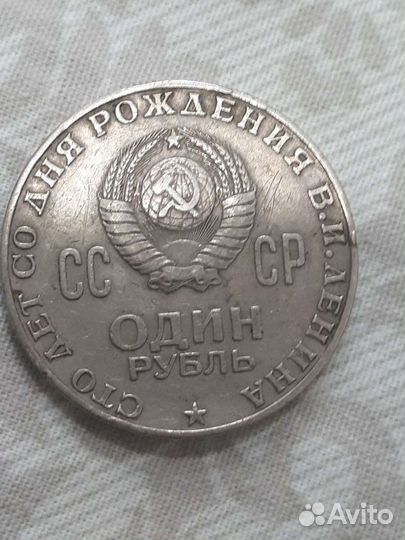 СТО ЛЕТ СО ДНЯ РОЖДЕНИЯ В.И.ЛЕНИНА
СС СР
ОДИН
РУБЛЬ
Avito